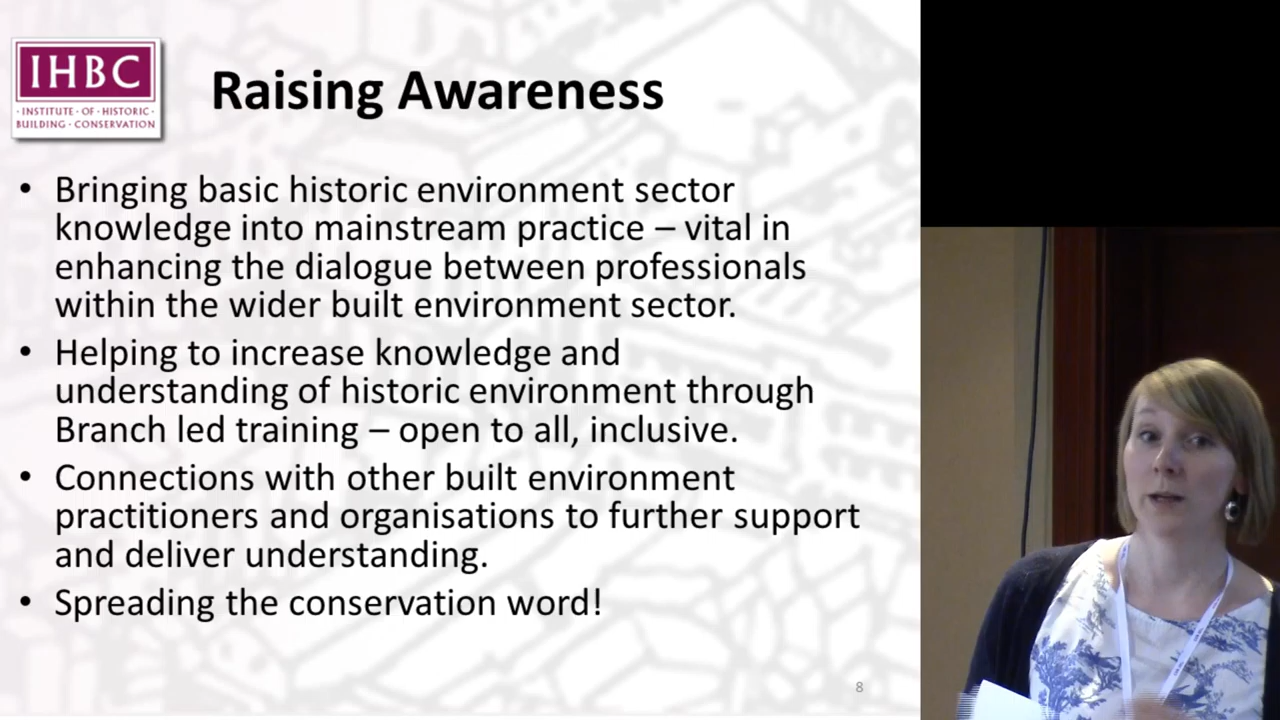 IHBC
· INSTITUTE · OF · HISTORIC ·
BUILDING · CONSERVATION
Raising Awareness
• Bringing basic historic environment sector
knowledge into mainstream practice – vital in
enhancing the dialogue between professionals
within the wider built environment sector.
• Helping to increase knowledge and
understanding of historic environment through
Branch led training – open to all, inclusive.
• Connections with other built environment
practitioners and organisations to further support
and deliver understanding.
• Spreading the conservation word!
8